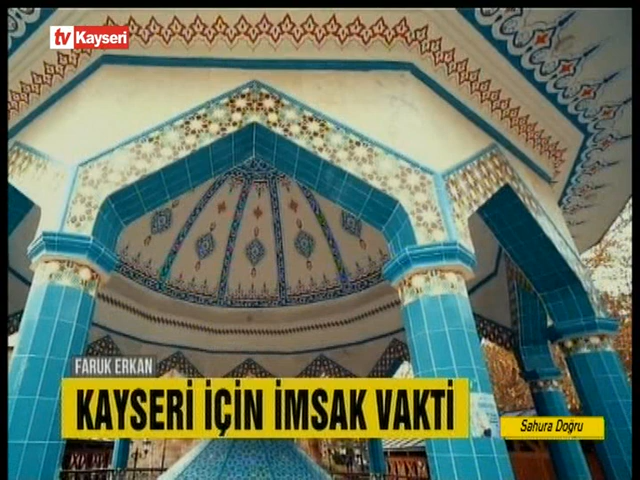 tv Kayseri
FARUK ERKAN
KAYSERİ İÇİN İMSAK VAKTİ
Sahura Doğru